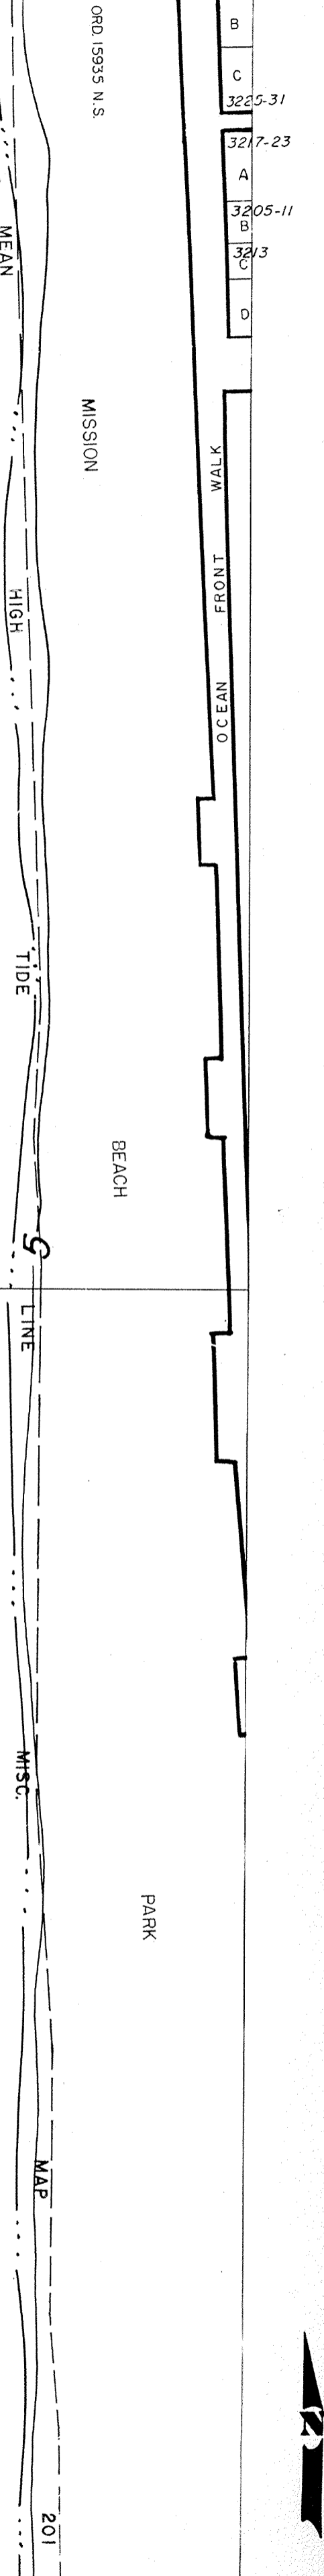 B
C
3225-31
3217-23
A
3205-11
B
3213
C
D
ORD. 15935 N.S.
MISSION BEACH PARK
OCEAN FRONT WALK
MEAN HIGH TIDE LINE MISC. MAP 201
G
N